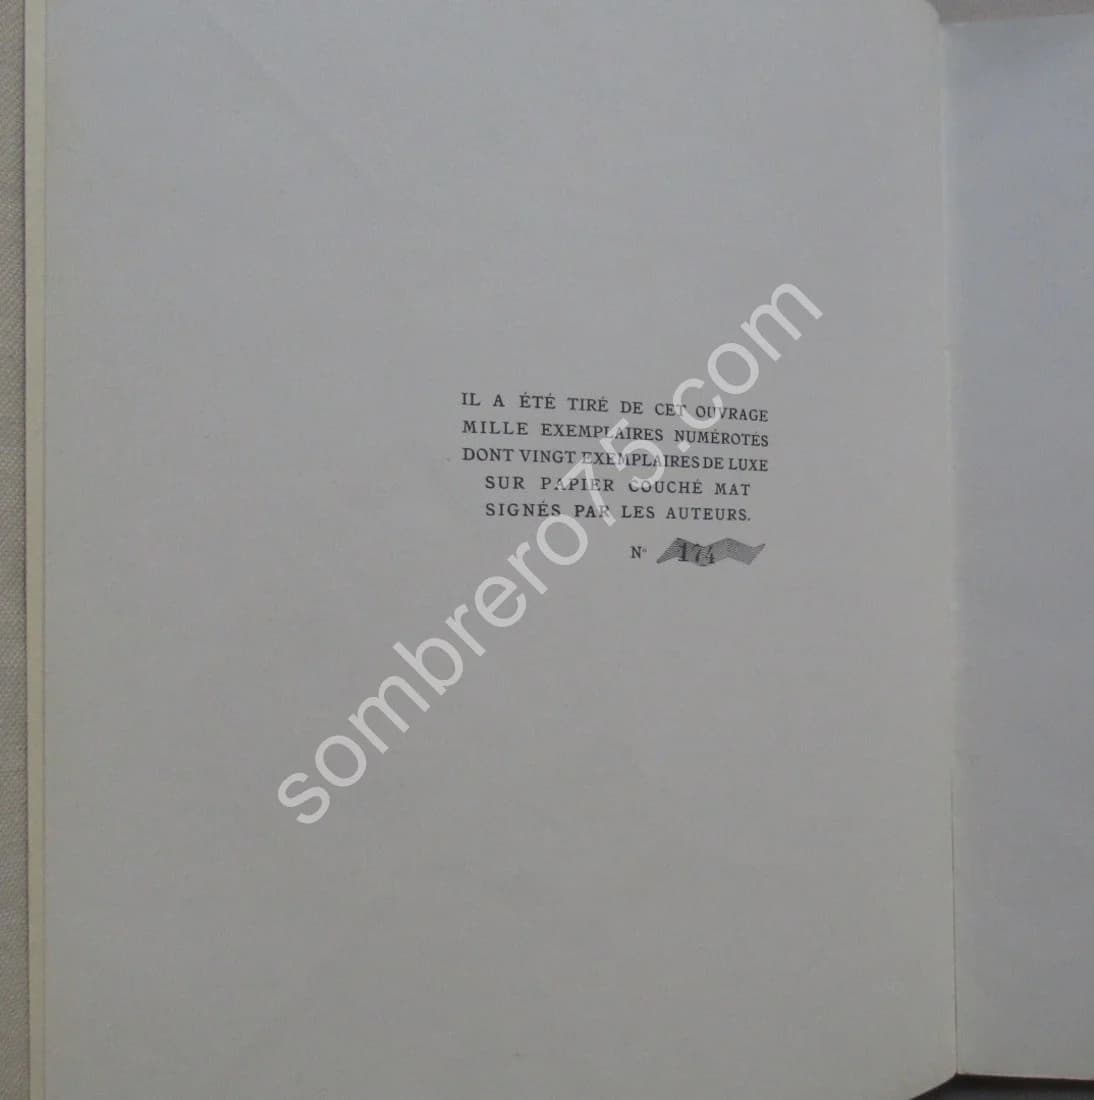 IL A ÉTÉ TIRÉ DE CET OUVRAGE
MILLE EXEMPLAIRES NUMÉROTÉS
DONT VINGT EXEMPLAIRES DE LUXE
SUR PAPIER COUCHÉ MAT
SIGNÉS PAR LES AUTEURS.
N° 174
sombrero75.com